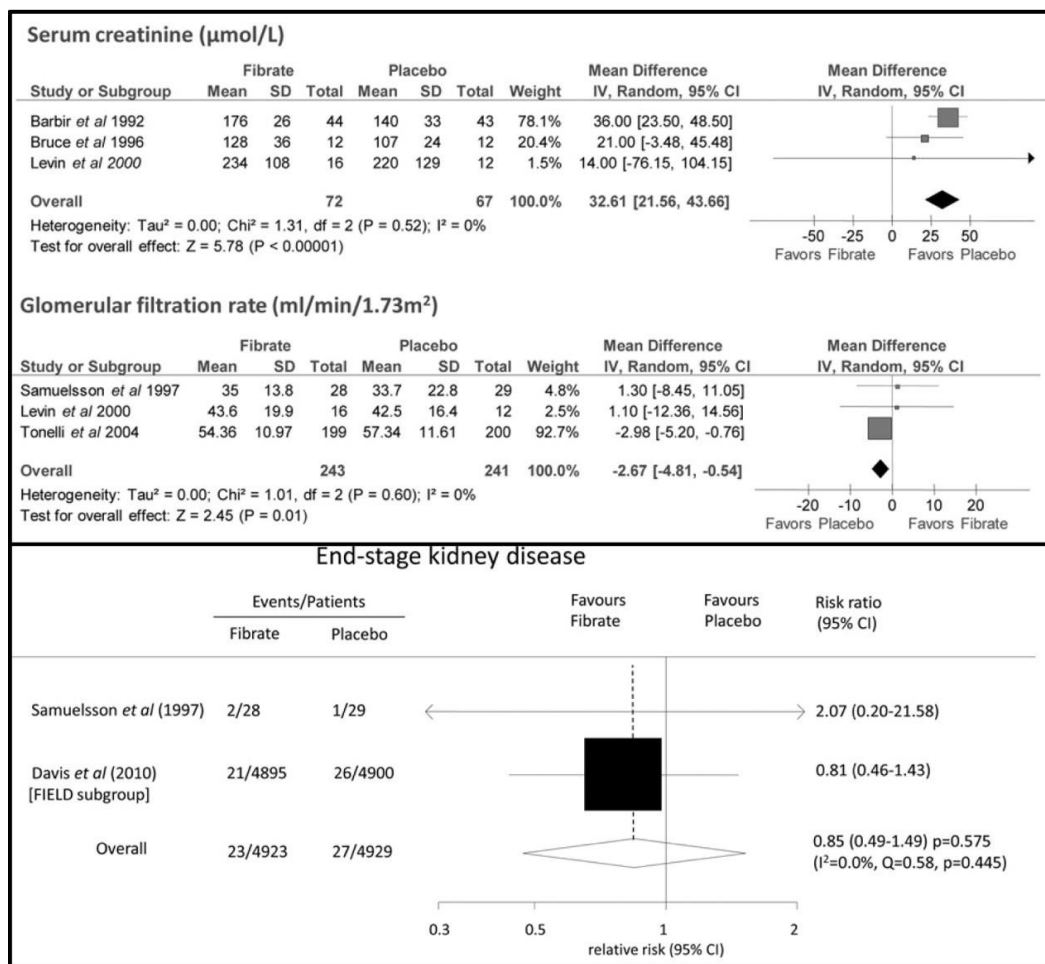 Serum creatinine (µmol/L)
Fibrate Placebo Mean Difference Mean Difference
Study or Subgroup Mean SD Total Mean SD Total Weight IV, Random, 95% CI IV, Random, 95% CI
Barbir et al 1992 176 26 44 140 33 43 78.1% 36.00 [23.50, 48.50]
Bruce et al 1996 128 36 12 107 24 12 20.4% 21.00 [-3.48, 45.48]
Levin et al 2000 234 108 16 220 129 12 1.5% 14.00 [-76.15, 104.15]
Overall 72 67 100.0% 32.61 [21.56, 43.66]
Heterogeneity: Tau² = 0.00; Chi² = 1.31, df = 2 (P = 0.52); I² = 0%
Test for overall effect: Z = 5.78 (P < 0.00001)
-50 -25 0 25 50
Favors Fibrate Favors Placebo
Glomerular filtration rate (ml/min/1.73m²)
Fibrate Placebo Mean Difference Mean Difference
Study or Subgroup Mean SD Total Mean SD Total Weight IV, Random, 95% CI IV, Random, 95% CI
Samuelsson et al 1997 35 13.8 28 33.7 22.8 29 4.8% 1.30 [-8.45, 11.05]
Levin et al 2000 43.6 19.9 16 42.5 16.4 12 2.5% 1.10 [-12.36, 14.56]
Tonelli et al 2004 54.36 10.97 199 57.34 11.61 200 92.7% -2.98 [-5.20, -0.76]
Overall 243 241 100.0% -2.67 [-4.81, -0.54]
Heterogeneity: Tau² = 0.00; Chi² = 1.01, df = 2 (P = 0.60); I² = 0%
Test for overall effect: Z = 2.45 (P = 0.01)
-20 -10 0 10 20
Favors Placebo Favors Fibrate
End-stage kidney disease
Events/Patients Favours Favours Risk ratio
Fibrate Placebo Fibrate Placebo (95% CI)
Samuelsson et al (1997) 2/28 1/29 2.07 (0.20-21.58)
Davis et al (2010) 21/4895 26/4900 0.81 (0.46-1.43)
[FIELD subgroup]
Overall 23/4923 27/4929 0.85 (0.49-1.49) p=0.575
(I²=0.0%, Q=0.58, p=0.445)
0.3 0.5 1 2
relative risk (95% CI)